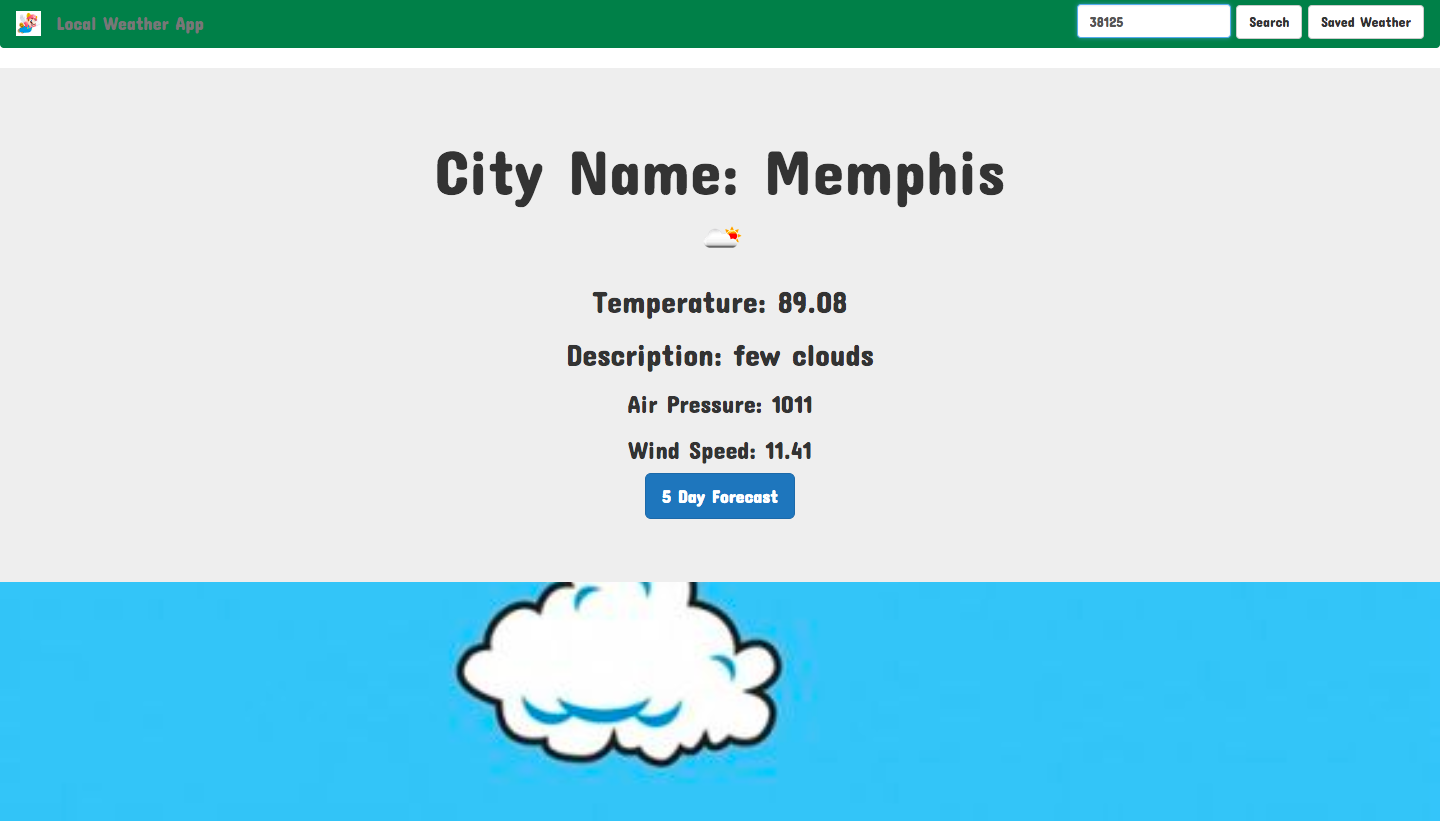 Local Weather App
38125
Search
Saved Weather
City Name: Memphis
Temperature: 89.08
Description: few clouds
Air Pressure: 1011
Wind Speed: 11.41
5 Day Forecast